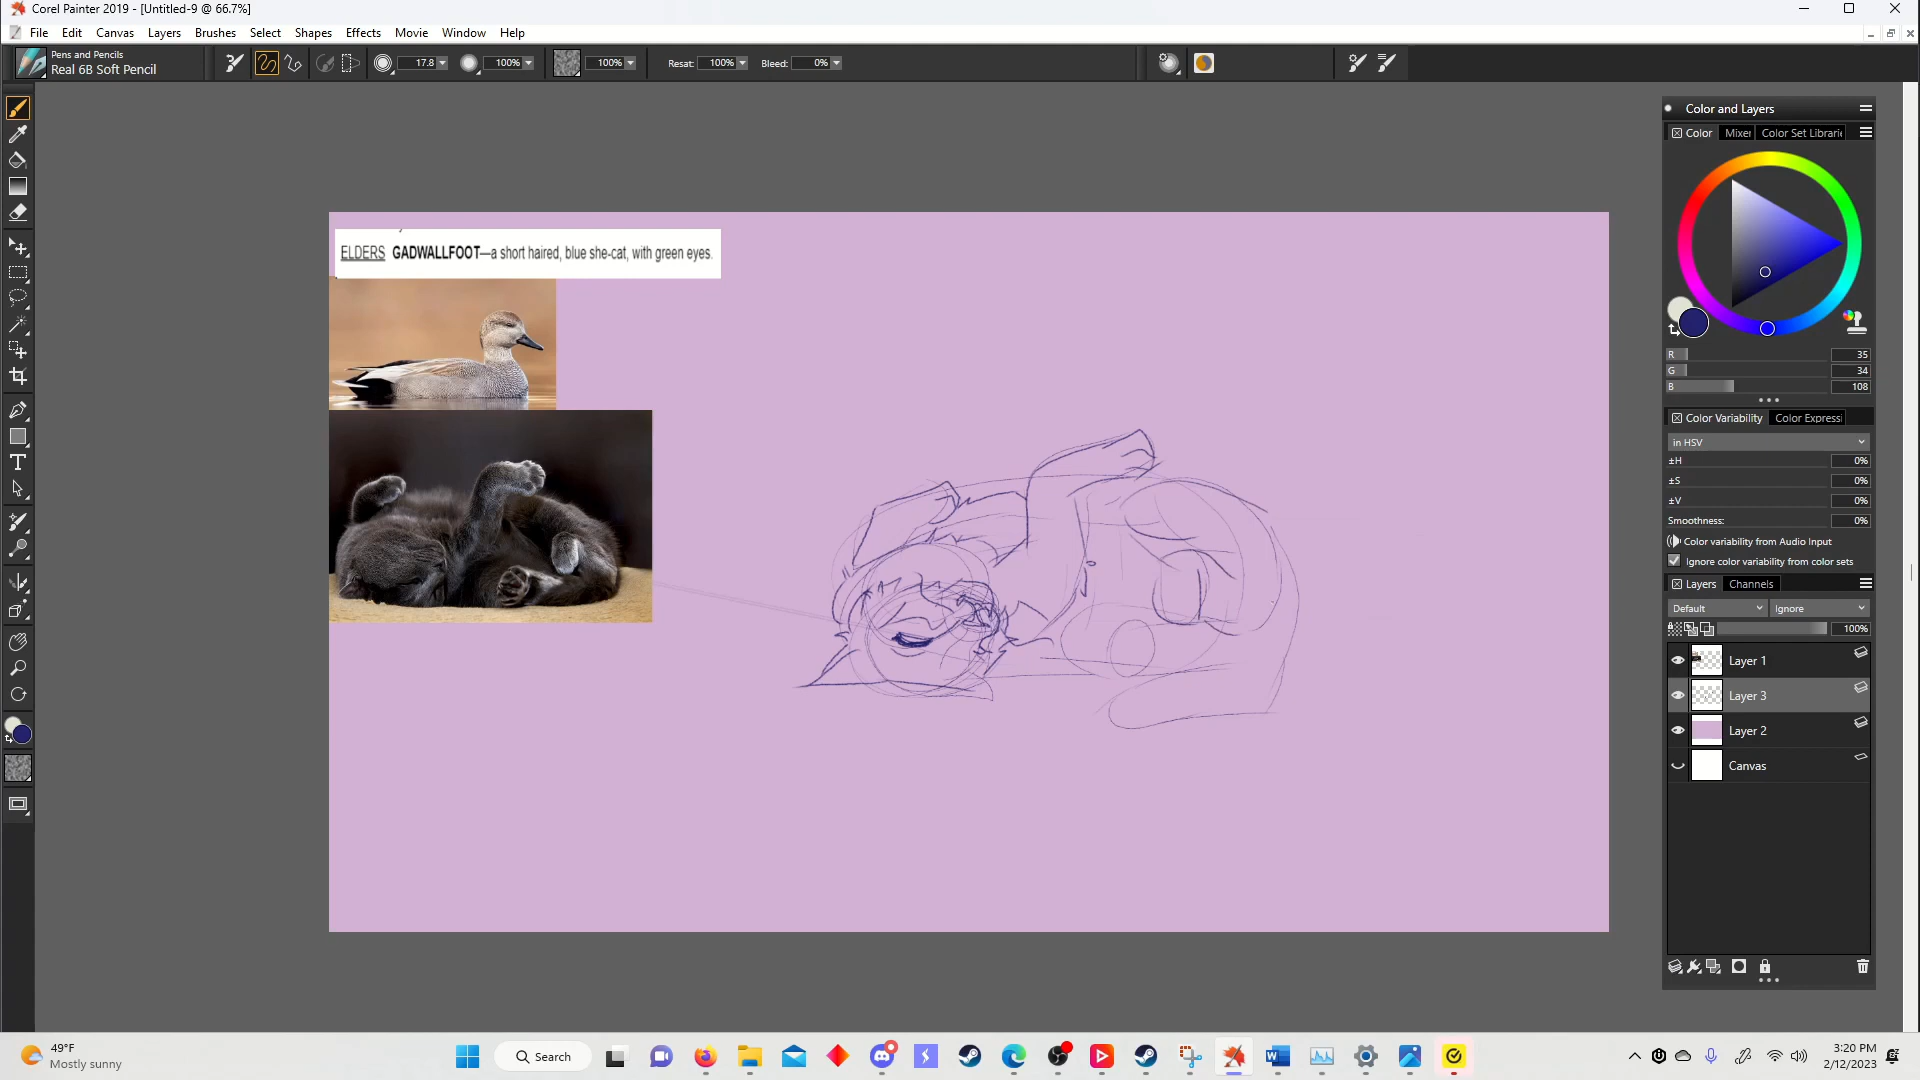 Corel Painter 2019 - [Untitled-9 @ 66.7%]
File Edit Canvas Layers Brushes Select Shapes Effects Movie Window Help
Pens and Pencils
Real 6B Soft Pencil
17.8 100% 100% Resat: 100% Bleed: 0%
ELDERS GADWALLFOOT—a short haired, blue she-cat, with green eyes.
Color and Layers
Color Mixer Color Set Librari
R 35
G 34
B 108
Color Variability Color Expressi
in HSV
±H 0%
±S 0%
±V 0%
Smoothness: 0%
Color variability from Audio Input
Ignore color variability from color sets
Layers Channels
Default Ignore
100%
Layer 1
Layer 3
Layer 2
Canvas
49°F
Mostly sunny
Search
3:20 PM
2/12/2023